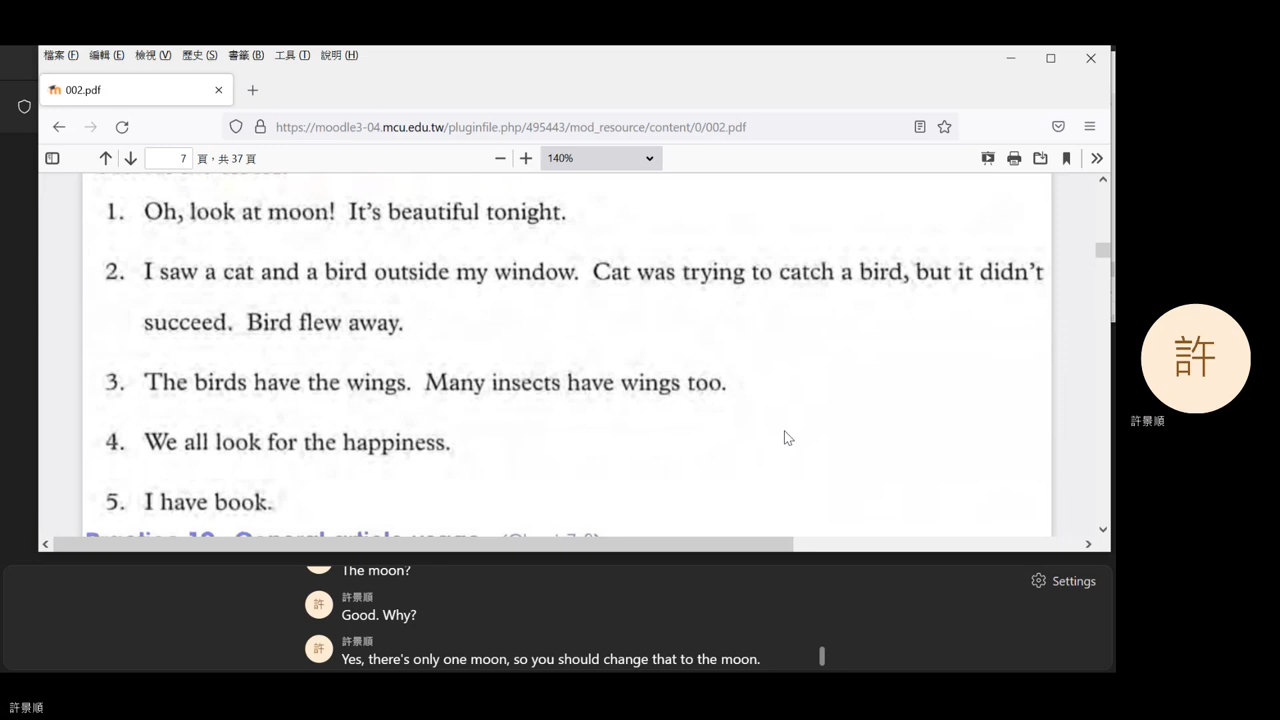 檔案 (F) 編輯 (E) 檢視 (V) 歷史 (S) 書籤 (B) 工具 (T) 說明 (H)
002.pdf
https://moodle3-04.mcu.edu.tw/pluginfile.php/495443/mod_resource/content/0/002.pdf
7 頁，共 37 頁 140%
1. Oh, look at moon! It's beautiful tonight.
2. I saw a cat and a bird outside my window. Cat was trying to catch a bird, but it didn't
succeed. Bird flew away.
3. The birds have the wings. Many insects have wings too.
4. We all look for the happiness.
5. I have book.
許
許景順
The moon?
Settings
許景順
許
Good. Why?
許景順
許
Yes, there's only one moon, so you should change that to the moon.
許景順